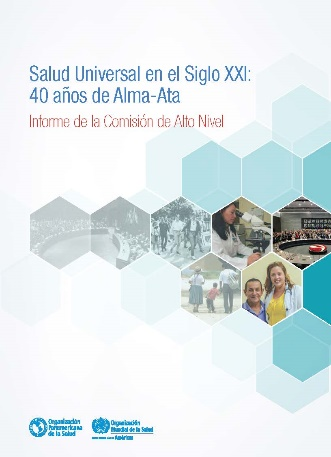 Salud Universal en el Siglo XXI:
40 años de Alma-Ata
Informe de la Comisión de Alto Nivel
Organización
Panamericana
de la Salud
Organización
Mundial de la Salud
Américas